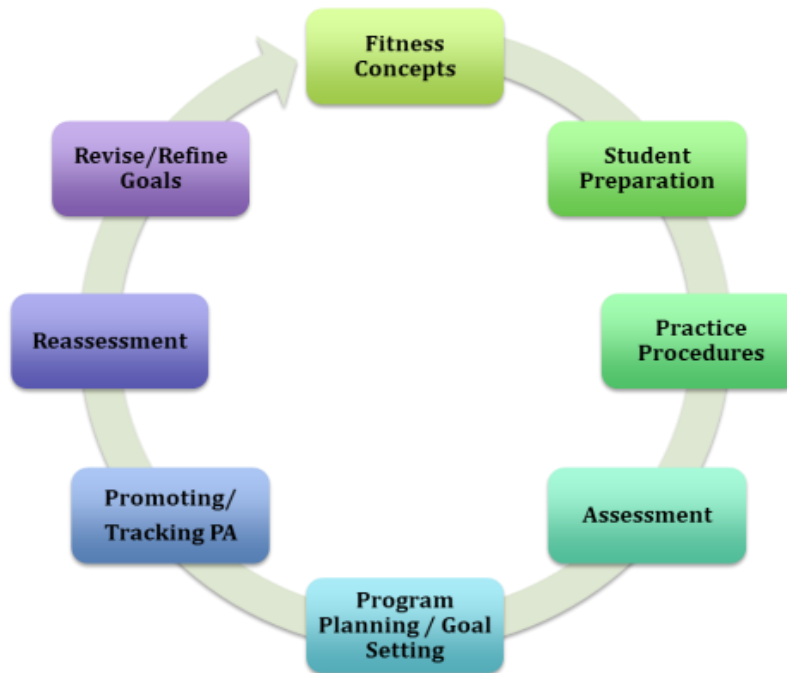 Fitness
Concepts
Student
Preparation
Practice
Procedures
Assessment
Program
Planning / Goal
Setting
Promoting/
Tracking PA
Reassessment
Revise/Refine
Goals